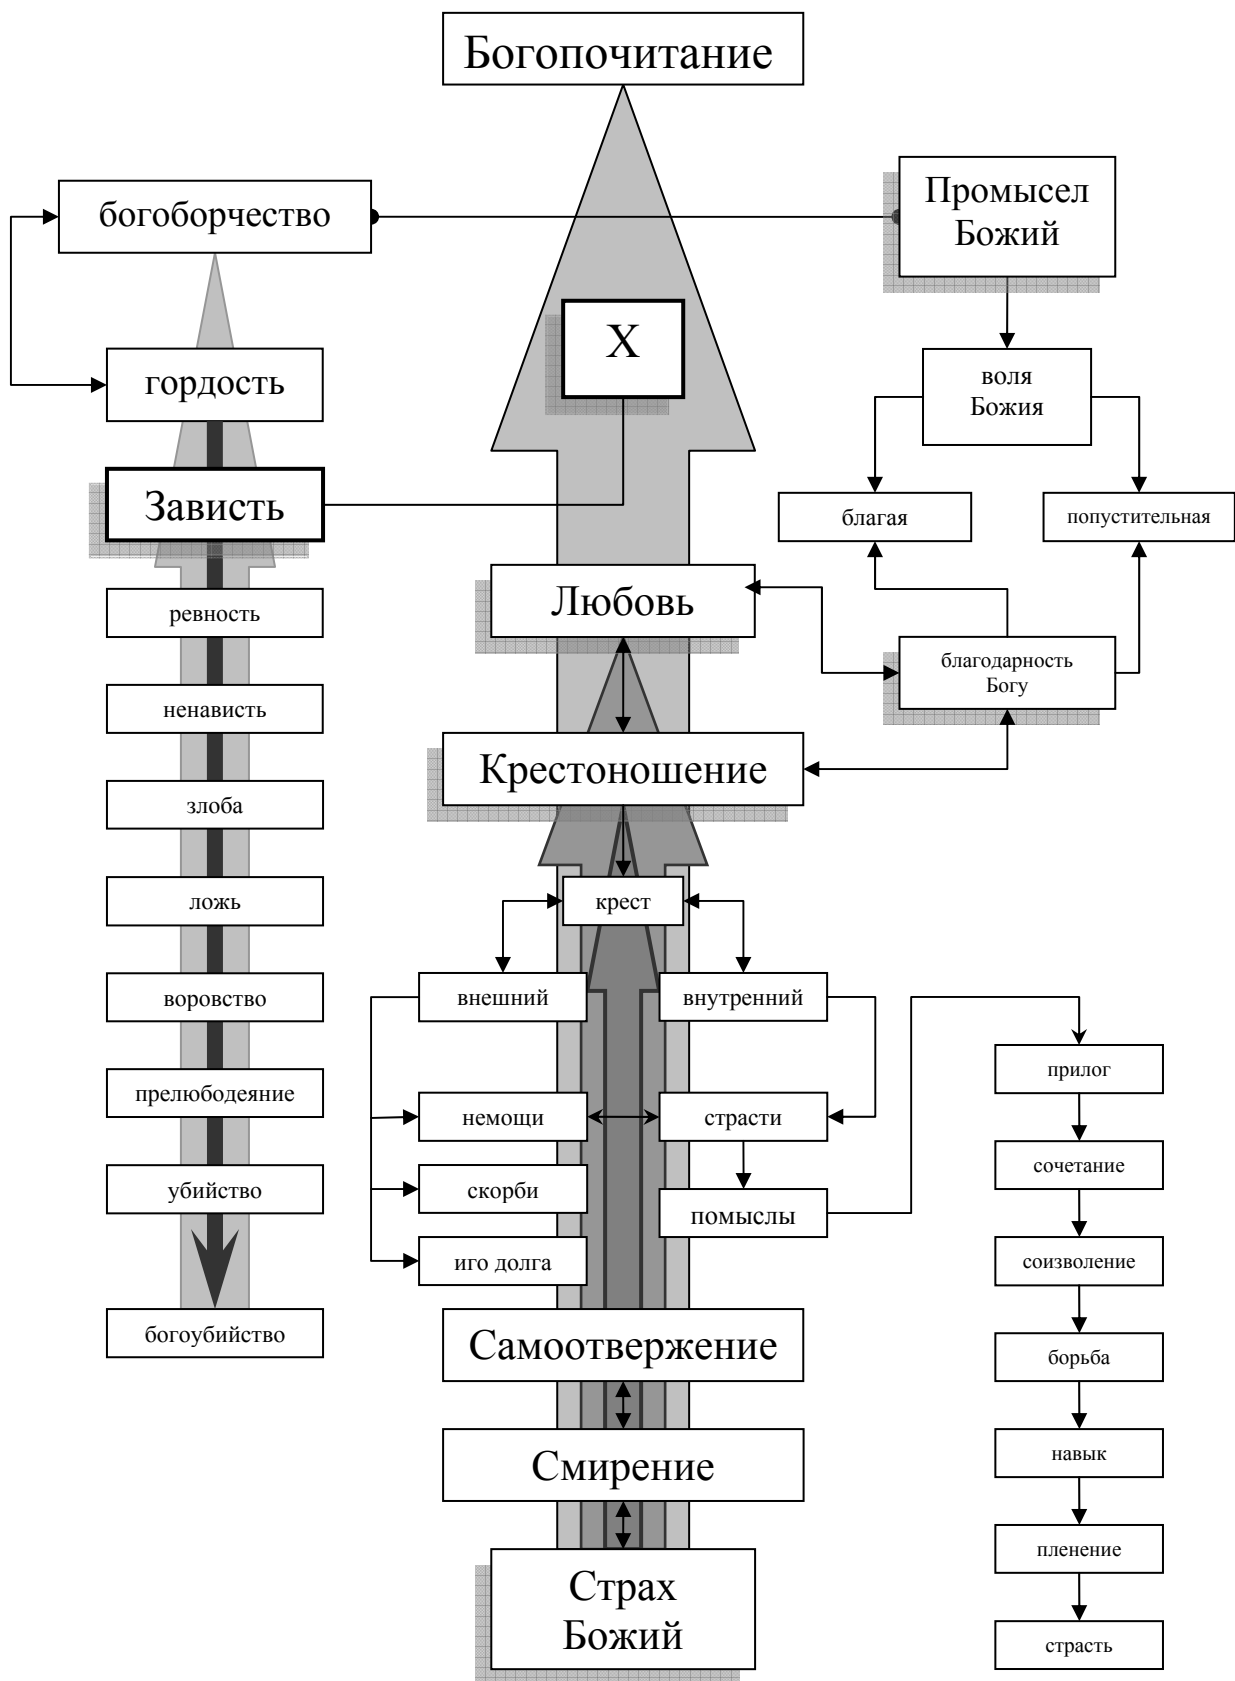 Богопочитание
богоборчество
Промысел
Божий
Х
гордость
воля
Божия
Зависть
благая
попустительная
Любовь
ревность
благодарность
Богу
ненависть
Крестоношение
злоба
крест
ложь
внешний
внутренний
воровство
прилог
прелюбодеяние
немощи
страсти
сочетание
убийство
скорби
помыслы
иго долга
соизволение
богоубийство
Самоотвержение
борьба
Смирение
навык
пленение
Страх
Божий
страсть